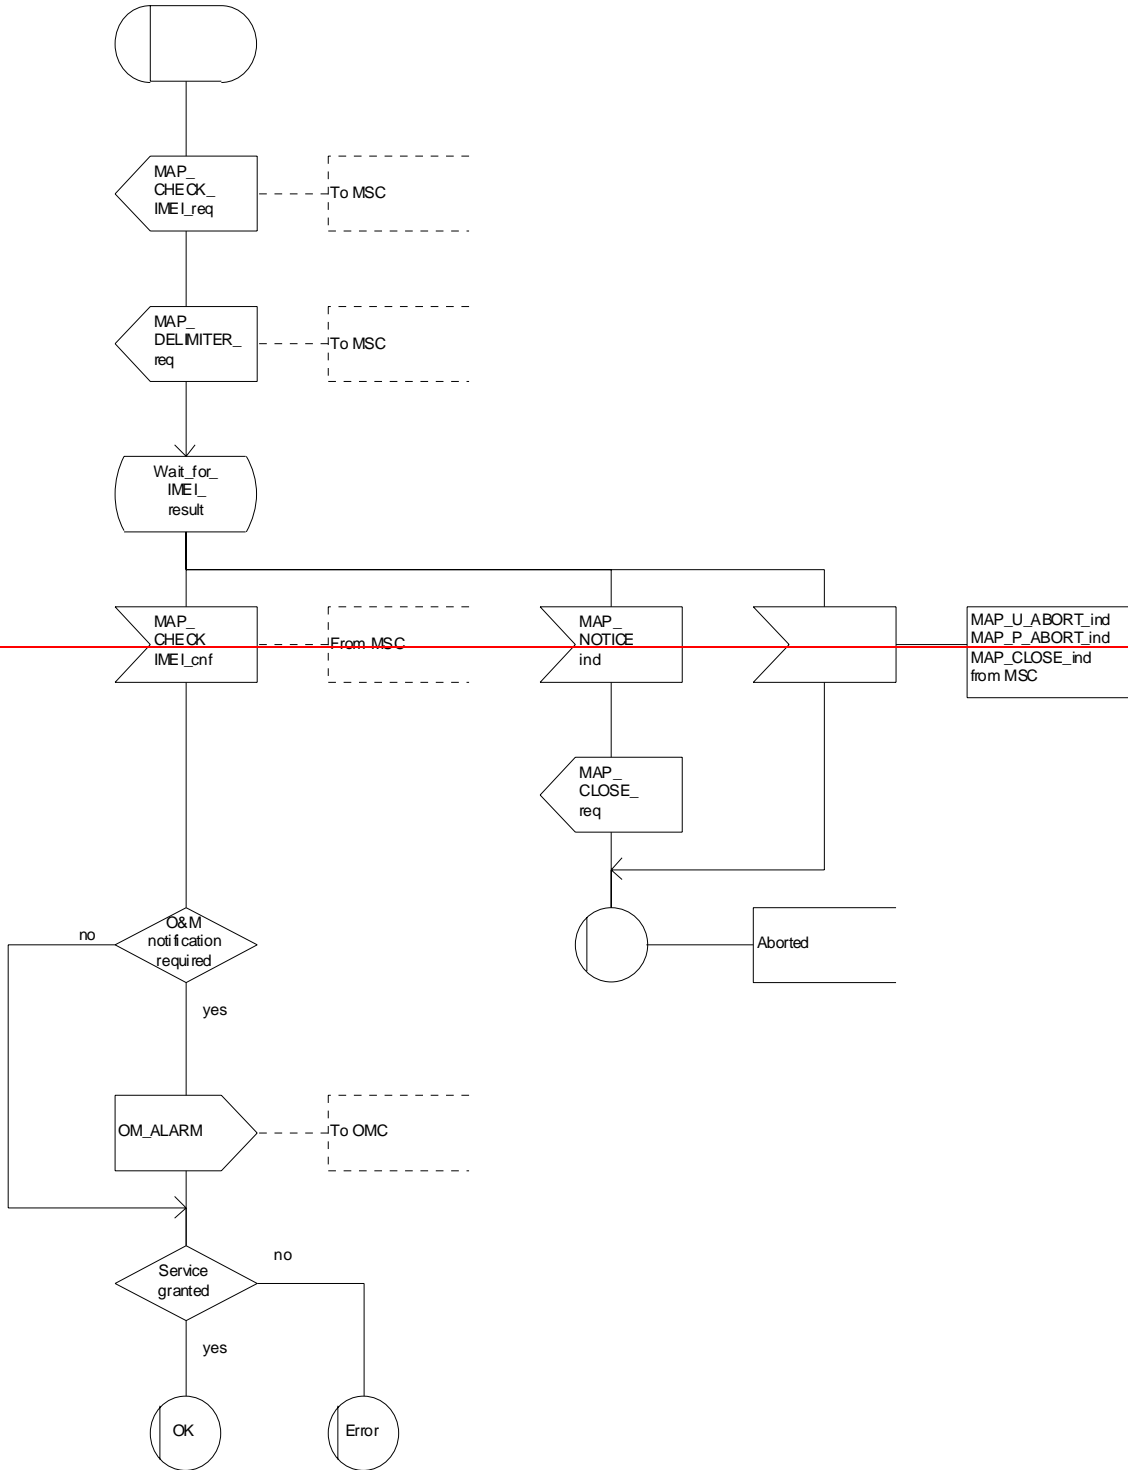 MAP_
CHECK_
IMEI_req
To MSC
MAP_
DELIMITER_
req
To MSC
Wait_for_
IMEI_
result
MAP_
CHECK
IMEI_cnf
From MSC
MAP_
NOTICE
ind
MAP_U_ABORT_ind
MAP_P_ABORT_ind
MAP_CLOSE_ind
from MSC
MAP_
CLOSE_
req
O&M
notification
required
no
yes
Aborted
OM_ALARM
To OMC
Service
granted
no
yes
OK
Error